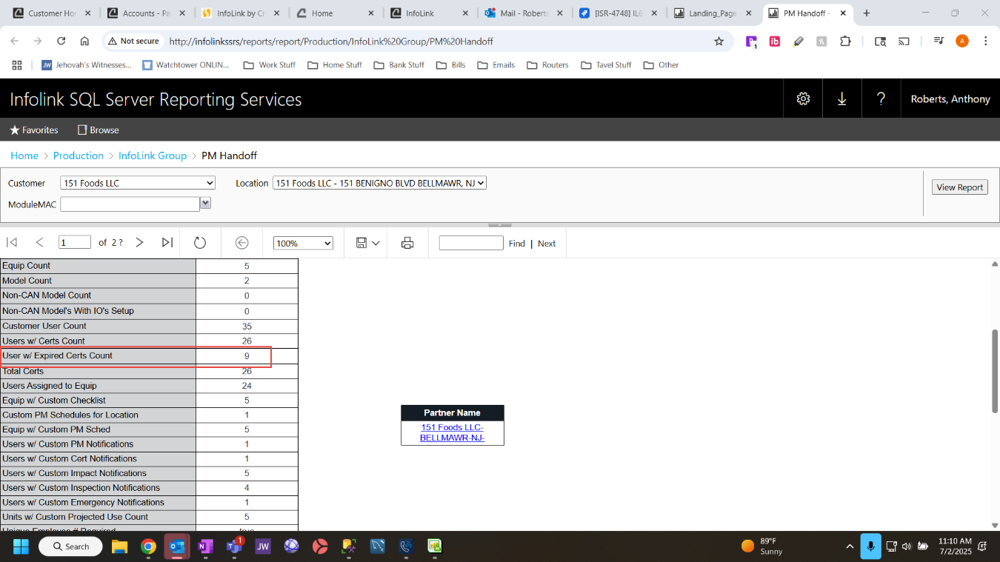 Customer Hor
Accounts - Pa
InfoLink by Cr
Home
InfoLink
Mail - Roberts
[ISR-4748] IL6
Landing_Page
PM Handoff -
Not secure
http://infolinkssrs/reports/report/Production/InfoLink%20Group/PM%20Handoff
1
ib
A
JW Jehovah's Witnesses...
Watchtower ONLIN...
Work Stuff
Home Stuff
Bank Stuff
Bills
Emails
Routers
Tavel Stuff
Other
Infolink SQL Server Reporting Services
?
Roberts, Anthony
Favorites
Browse
Home > Production > InfoLink Group > PM Handoff
Customer
151 Foods LLC
Location
151 Foods LLC - 151 BENIGNO BLVD BELLMAWR, NJ
View Report
ModuleMAC
1 of 2 ?
100%
Find | Next
Equip Count 5
Model Count 2
Non-CAN Model Count 0
Non-CAN Model's With IO's Setup 0
Customer User Count 35
Users w/ Certs Count 26
User w/ Expired Certs Count 9
Total Certs 26
Users Assigned to Equip 24
Equip w/ Custom Checklist 5
Custom PM Schedules for Location 1
Equip w/ Custom PM Sched 5
Users w/ Custom PM Notifications 1
Users w/ Custom Cert Notifications 1
Users w/ Custom Impact Notifications 5
Users w/ Custom Inspection Notifications 4
Users w/ Custom Emergency Notifications 1
Units w/ Custom Projected Use Count 5
Unique Employee # Required true
Partner Name
151 Foods LLC-
BELLMAWR-NJ-
Search
1
JW
89°F
Sunny
11:10 AM
7/2/2025